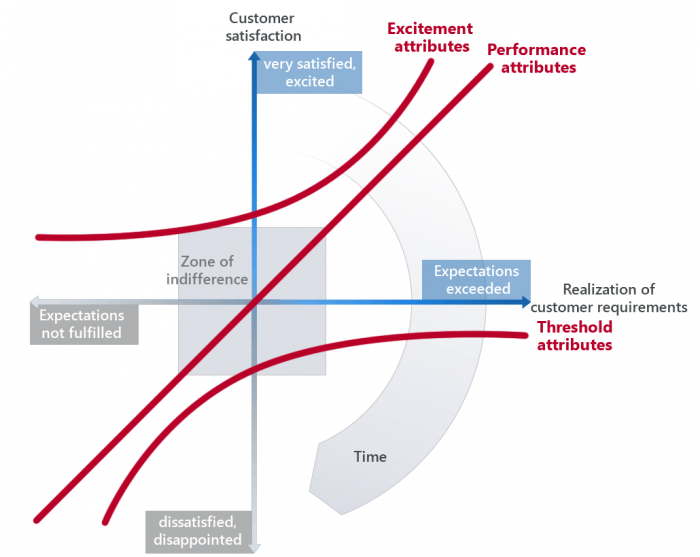 Customer
satisfaction
Excitement
attributes
Performance
attributes
very satisfied,
excited
Zone of
indifference
Expectations
exceeded
Realization of
customer requirements
Expectations
not fulfilled
Threshold
attributes
Time
dissatisfied,
disappointed